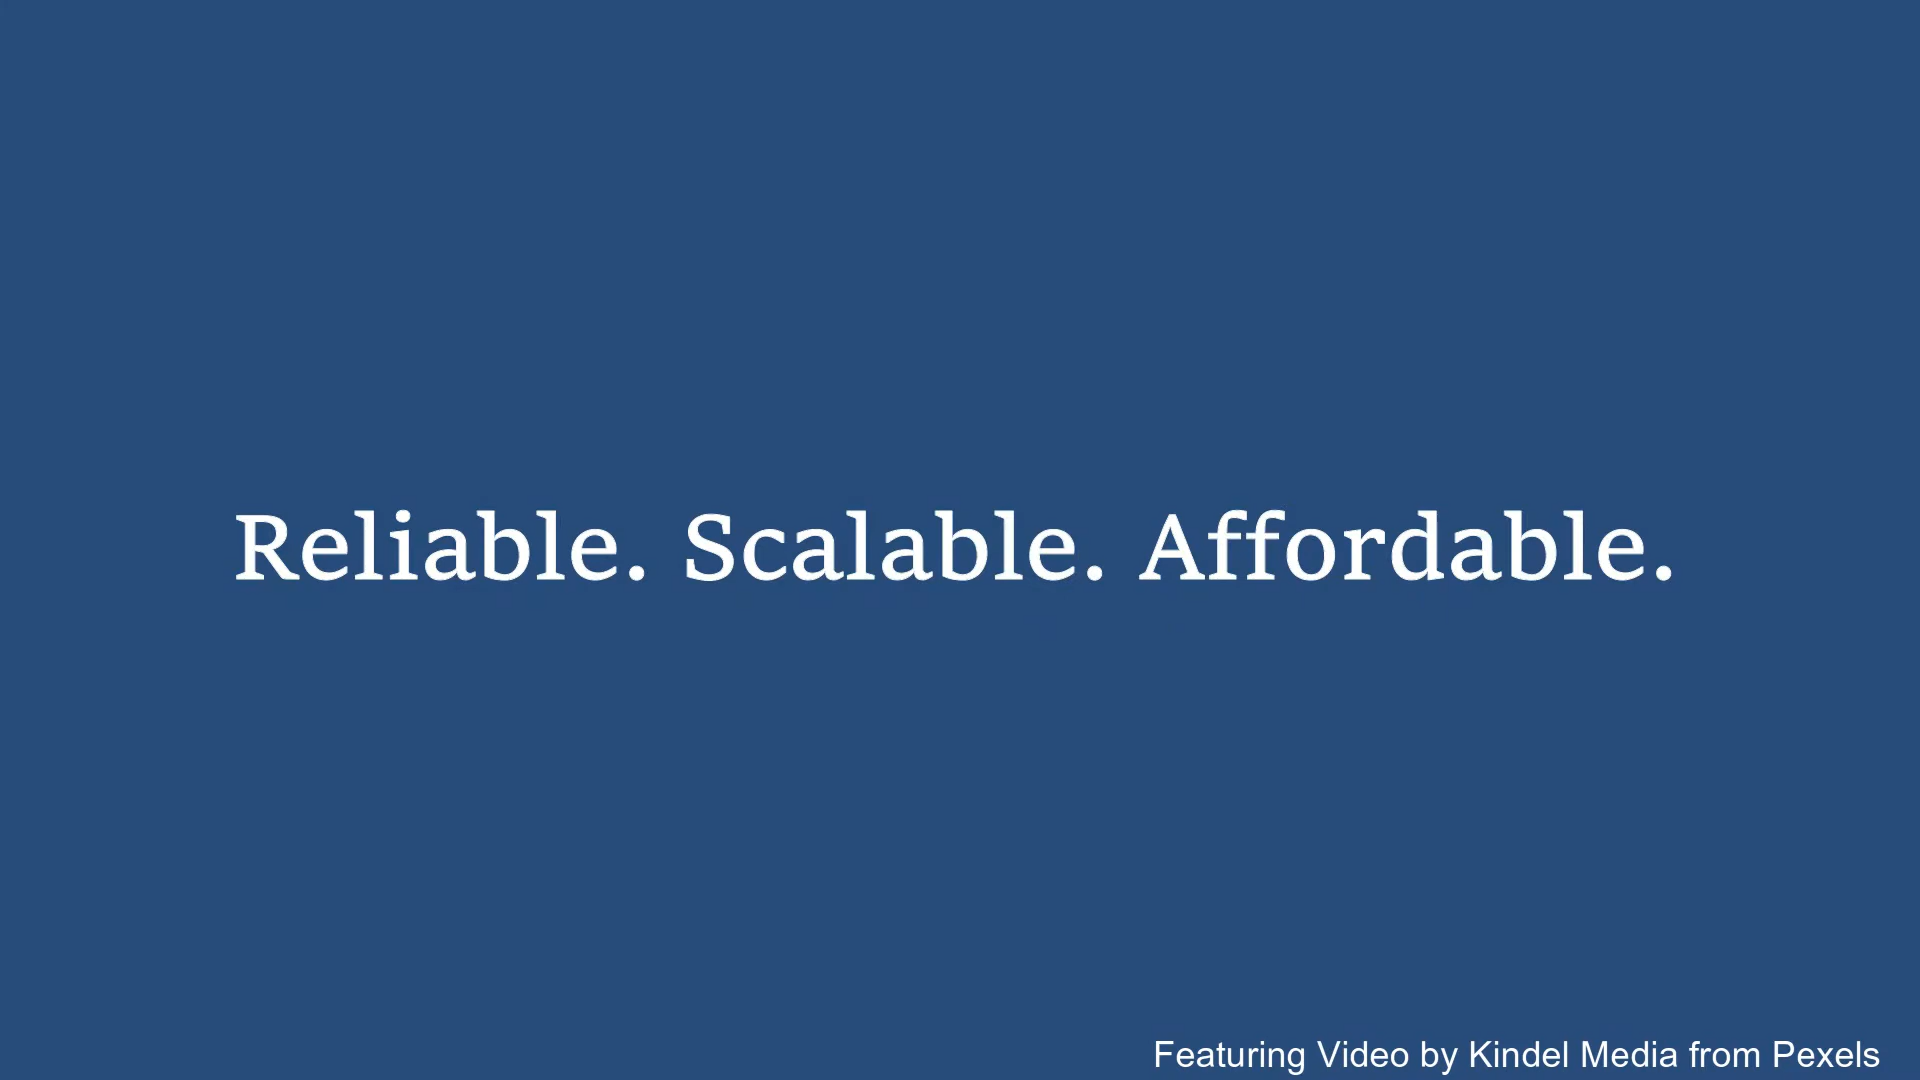 Reliable. Scalable. Affordable.
Featuring Video by Kindel Media from Pexels